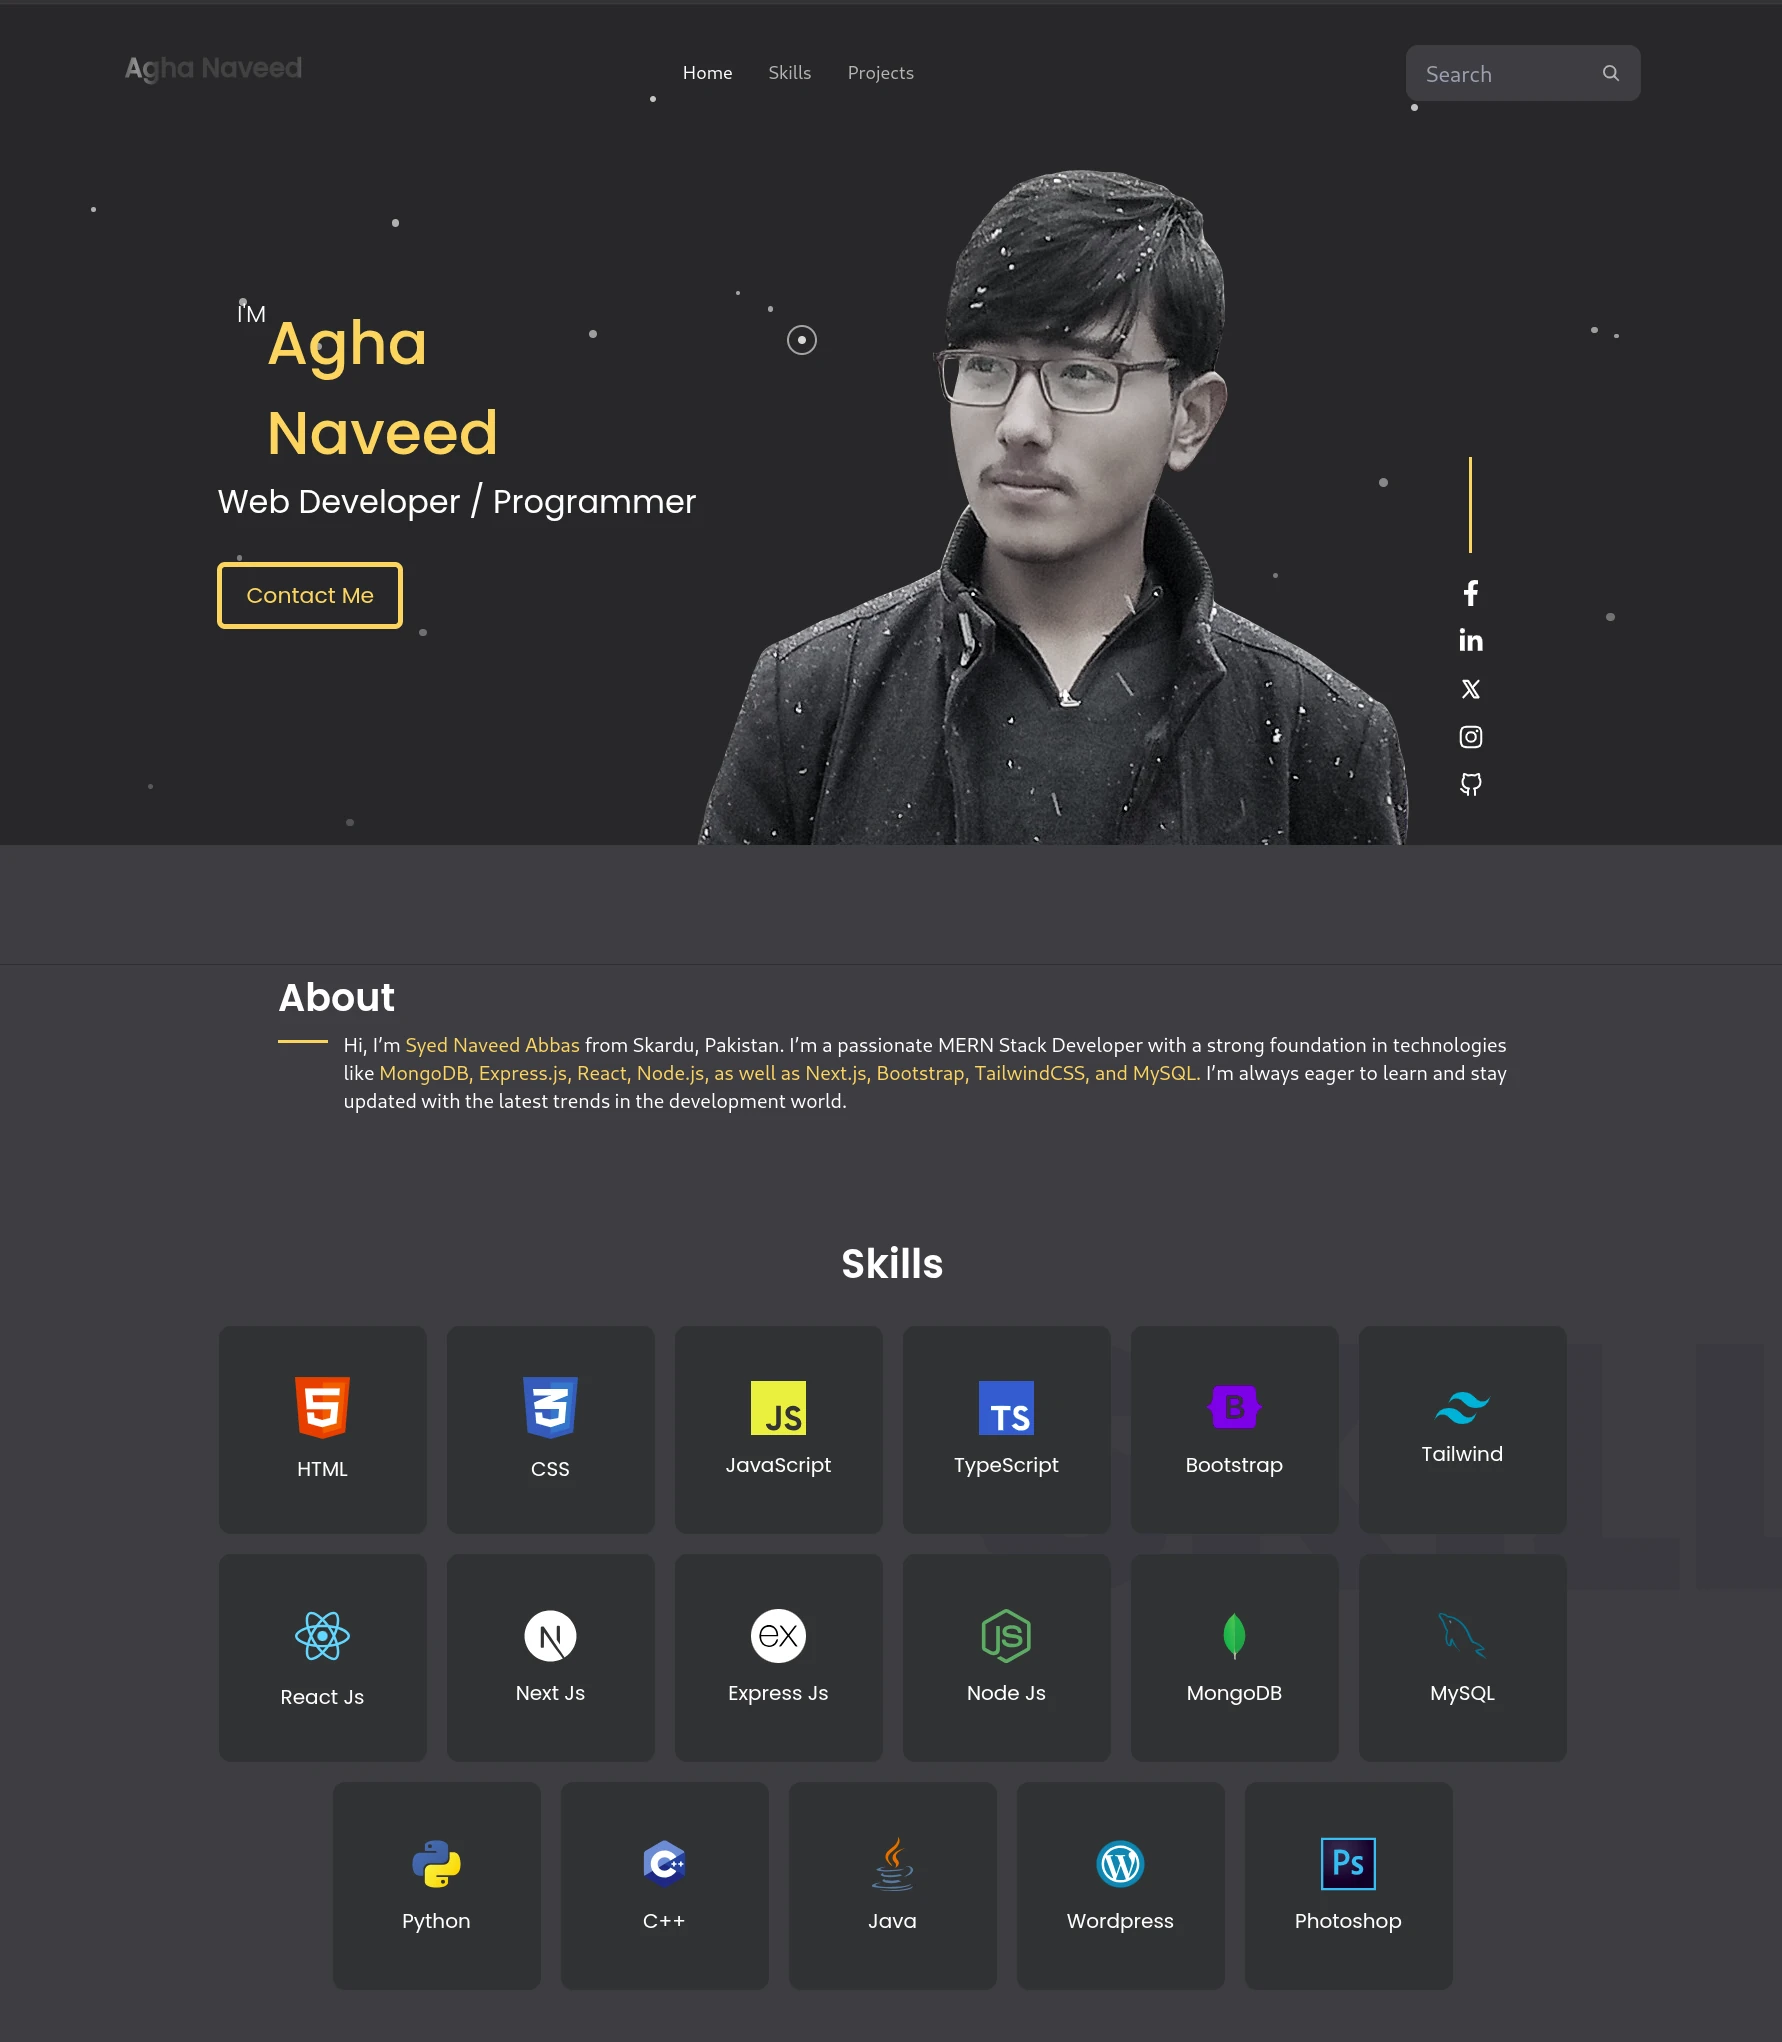 Agha Naveed
Home
Skills
Projects
Search
I'M
Agha
Naveed
Web Developer / Programmer
Contact Me
About
Hi, I'm Syed Naveed Abbas from Skardu, Pakistan. I'm a passionate MERN Stack Developer with a strong foundation in technologies
like MongoDB, Express.js, React, Node.js, as well as Next.js, Bootstrap, TailwindCSS, and MySQL. I'm always eager to learn and stay
updated with the latest trends in the development world.
Skills
5
3
JS
TS
B
HTML
CSS
JavaScript
TypeScript
Bootstrap
Tailwind
N
ex
JS
React Js
Next Js
Express Js
Node Js
MongoDB
MySQL
C++
W
Ps
Python
C++
Java
Wordpress
Photoshop